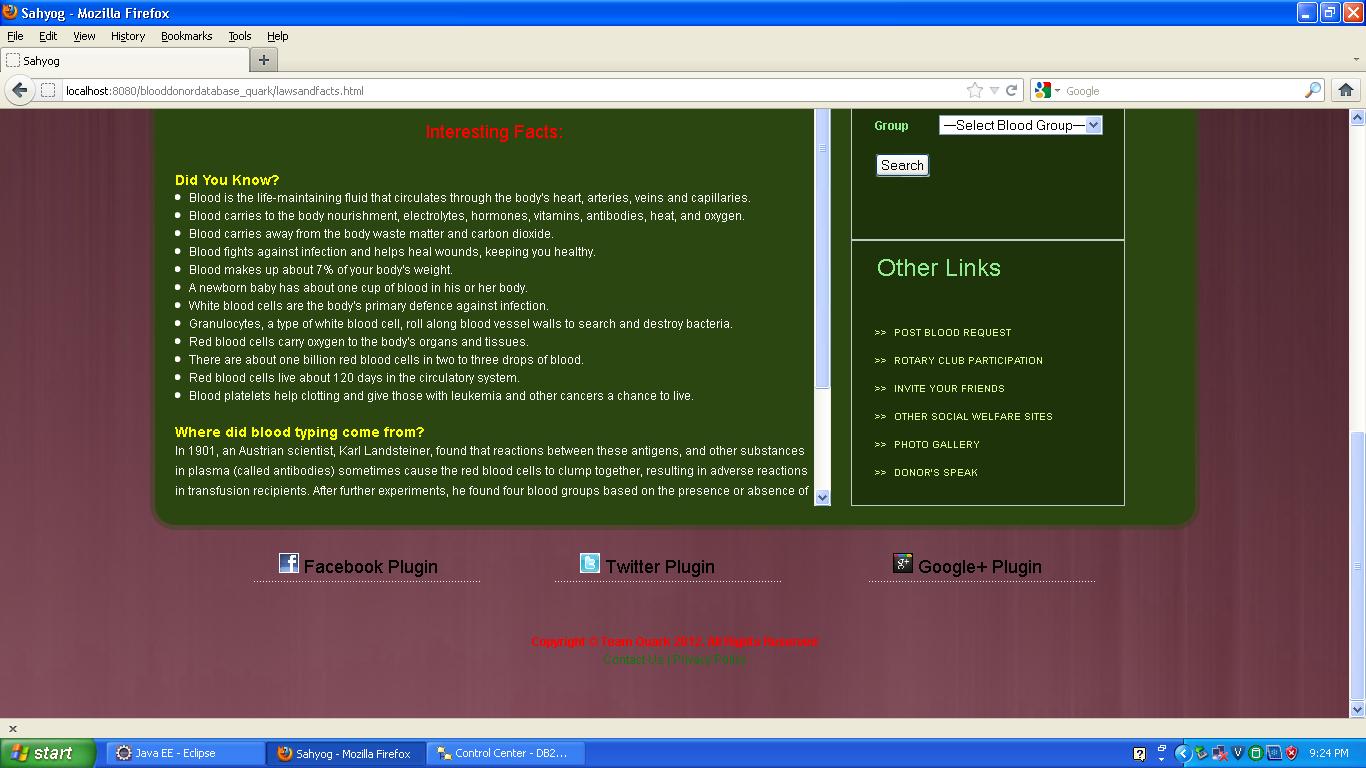 Sahyog - Mozilla Firefox
File Edit View History Bookmarks Tools Help
Sahyog
localhost:8080/blooddonordatabase_quark/lawsandfacts.html
Google
Interesting Facts:
Did You Know?
Blood is the life-maintaining fluid that circulates through the body's heart, arteries, veins and capillaries.
Blood carries to the body nourishment, electrolytes, hormones, vitamins, antibodies, heat, and oxygen.
Blood carries away from the body waste matter and carbon dioxide.
Blood fights against infection and helps heal wounds, keeping you healthy.
Blood makes up about 7% of your body's weight.
A newborn baby has about one cup of blood in his or her body.
White blood cells are the body's primary defence against infection.
Granulocytes, a type of white blood cell, roll along blood vessel walls to search and destroy bacteria.
Red blood cells carry oxygen to the body's organs and tissues.
There are about one billion red blood cells in two to three drops of blood.
Red blood cells live about 120 days in the circulatory system.
Blood platelets help clotting and give those with leukemia and other cancers a chance to live.
Where did blood typing come from?
In 1901, an Austrian scientist, Karl Landsteiner, found that reactions between these antigens, and other substances
in plasma (called antibodies) sometimes cause the red blood cells to clump together, resulting in adverse reactions
in transfusion recipients. After further experiments, he found four blood groups based on the presence or absence of
Group
—Select Blood Group—
Search
Other Links
>> POST BLOOD REQUEST
>> ROTARY CLUB PARTICIPATION
>> INVITE YOUR FRIENDS
>> OTHER SOCIAL WELFARE SITES
>> PHOTO GALLERY
>> DONOR'S SPEAK
Facebook Plugin
Twitter Plugin
Google+ Plugin
Copyright © Team Quark 2012. All Rights Reserved
Contact Us | Privacy Policy
start
Java EE - Eclipse
Sahyog - Mozilla Firefox
Control Center - DB2...
9:24 PM